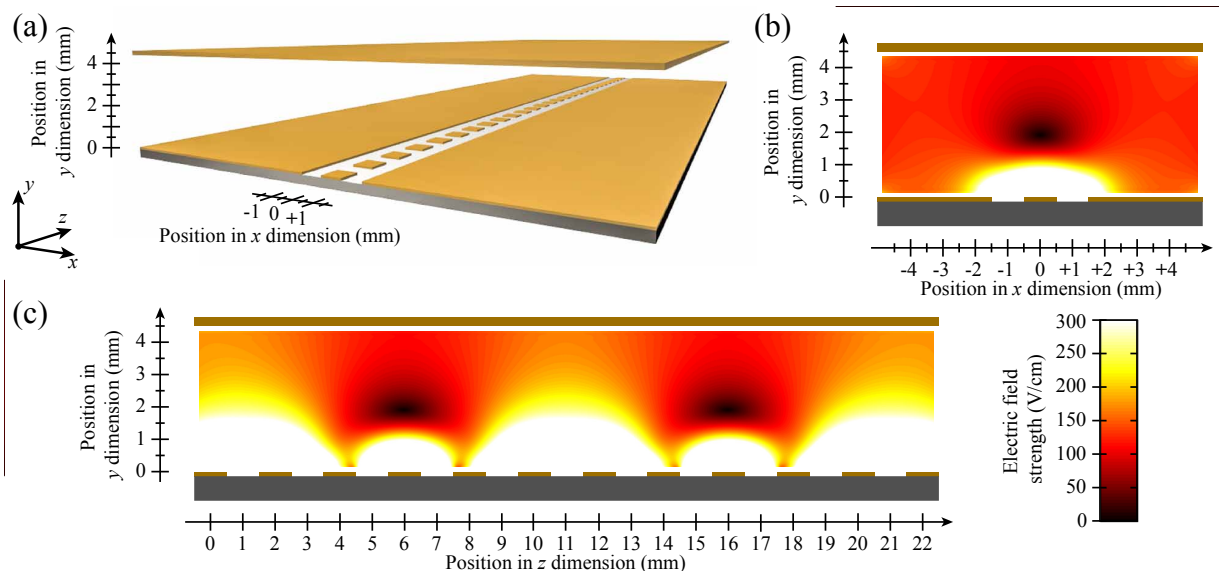 (a)
Position in
y dimension (mm)
4
2
0
y
z
x
-1 0 +1
Position in x dimension (mm)
(b)
Position in
y dimension (mm)
4
3
2
1
0
-4 -3 -2 -1 0 +1 +2 +3 +4
Position in x dimension (mm)
(c)
Position in
y dimension (mm)
4
3
2
1
0
0 1 2 3 4 5 6 7 8 9 10 11 12 13 14 15 16 17 18 19 20 21 22
Position in z dimension (mm)
Electric field
strength (V/cm)
300
250
200
150
100
50
0